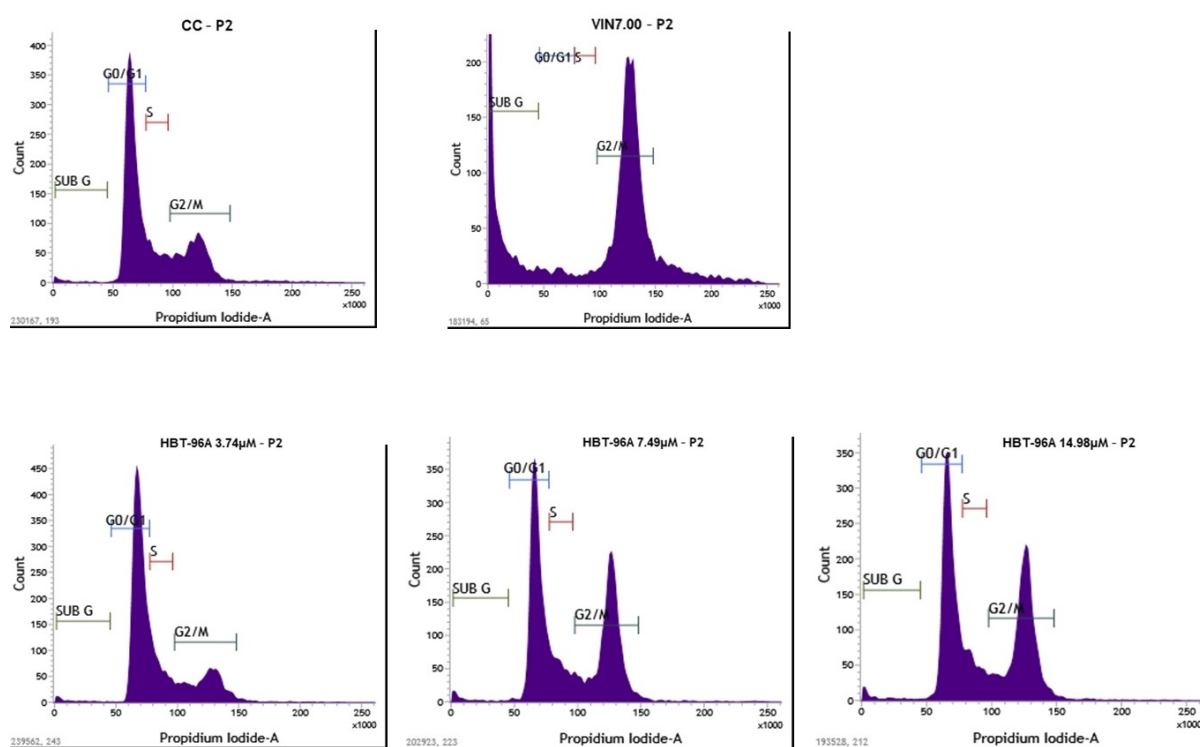 CC - P2
400
350
300
250
200
150
100
50
0
Count
G0/G1
S
SUB G
G2/M
0 50 100 150 200 250
x1000
Propidium Iodide-A
230167, 193
VIN7.00 - P2
200
150
100
50
0
Count
G0/G1 S
SUB G
G2/M
0 50 100 150 200 250
x1000
Propidium Iodide-A
183194, 65
HBT-96A 3.74µM - P2
450
400
350
300
250
200
150
100
50
0
Count
G0/G1
S
SUB G
G2/M
0 50 100 150 200 250
x1000
Propidium Iodide-A
239562, 243
HBT-96A 7.49µM - P2
350
300
250
200
150
100
50
0
Count
G0/G1
S
SUB G
G2/M
0 50 100 150 200 250
x1000
Propidium Iodide-A
202923, 223
HBT-96A 14.98µM - P2
350
300
250
200
150
100
50
0
Count
G0/G1
S
SUB G
G2/M
0 50 100 150 200 250
x1000
Propidium Iodide-A
193528, 212